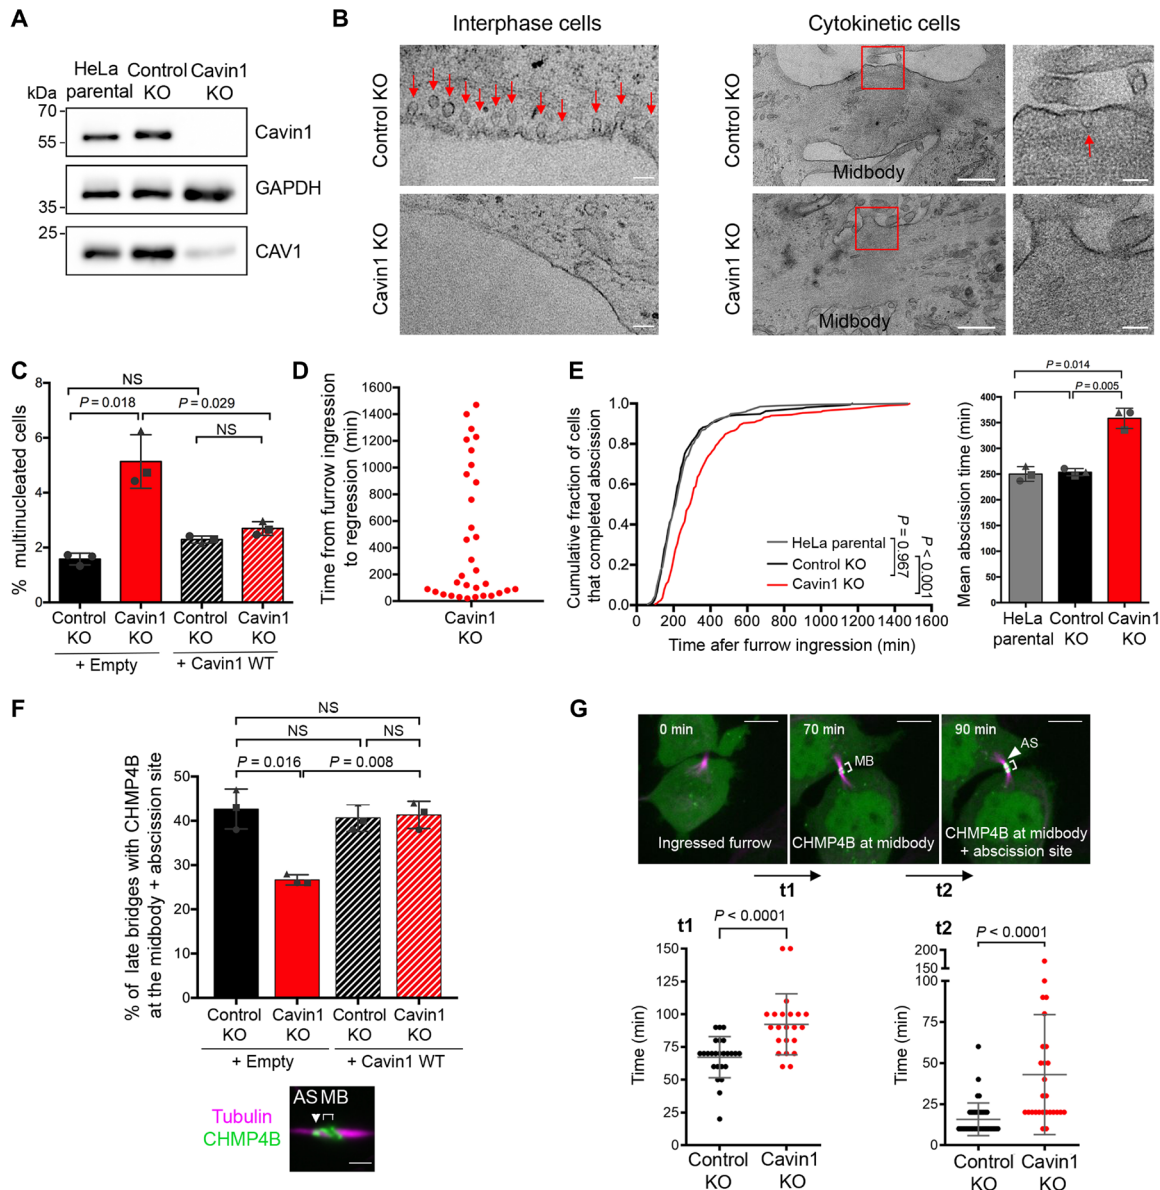 A
HeLa parental
Control KO
Cavin1 KO
kDa
70
55
Cavin1
GAPDH
35
25
CAV1
B
Interphase cells
Cytokinetic cells
Control KO
Cavin1 KO
Control KO
Midbody
Cavin1 KO
Midbody
C
% multinucleated cells
8
6
4
2
0
NS
P = 0.018
P = 0.029
NS
Control KO
Cavin1 KO
Control KO
Cavin1 KO
+ Empty
+ Cavin1 WT
D
Time from furrow ingression
to regression (min)
1600
1400
1200
1000
800
600
400
200
0
Cavin1
KO
E
Cumulative fraction of cells
that completed abscission
1.0
0.8
0.6
0.4
0.2
0.0
0 200 400 600 800 1000 1200 1400 1600
Time afer furrow ingression (min)
HeLa parental
Control KO
Cavin1 KO
P = 0.967
P < 0.001
Mean abscission time (min)
400
350
300
250
200
150
100
50
0
P = 0.014
P = 0.005
HeLa parental
Control KO
Cavin1 KO
F
% of late bridges with CHMP4B
at the midbody + abscission site
50
40
30
20
10
0
NS
NS
NS
P = 0.016
P = 0.008
Control KO
Cavin1 KO
Control KO
Cavin1 KO
+ Empty
+ Cavin1 WT
Tubulin
CHMP4B
AS MB
G
0 min
Ingressed furrow
70 min
MB
CHMP4B at midbody
90 min
AS
CHMP4B at midbody
+ abscission site
t1
t2
t1
P < 0.0001
Time (min)
150
125
100
75
50
25
0
Control KO
Cavin1 KO
t2
P < 0.0001
Time (min)
200
150
100
75
50
25
0
Control KO
Cavin1 KO